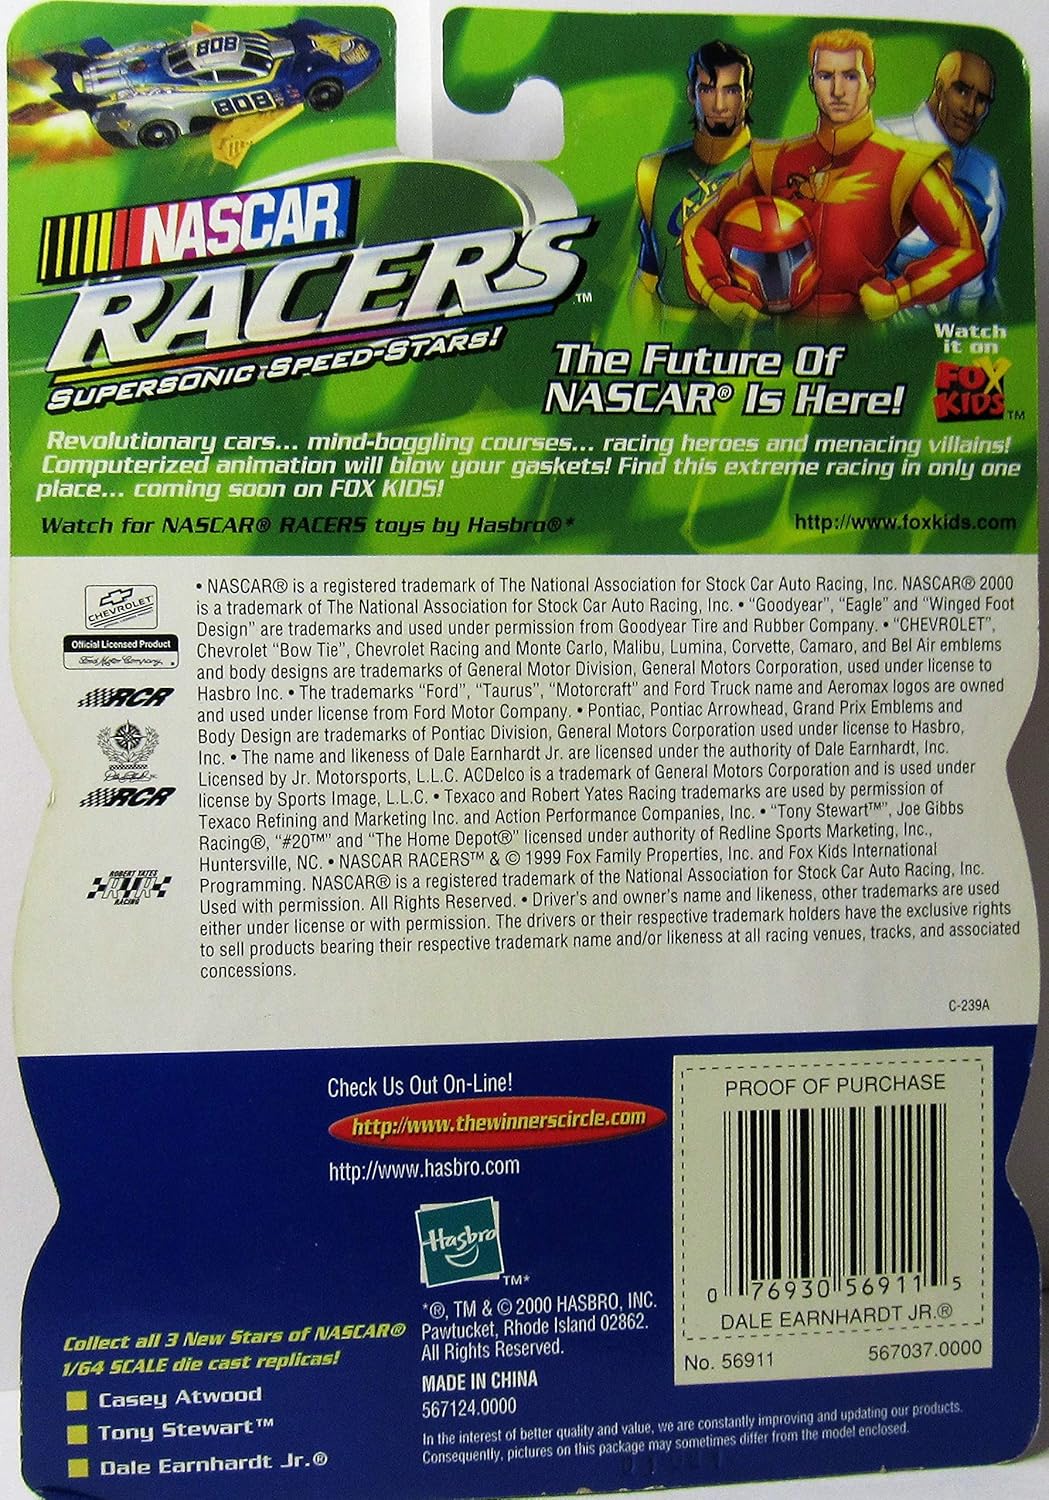 808
808
NASCAR®
RACERS™
SUPERSONIC SPEED-STARS!
Watch
it on
FOX
KIDS™
The Future Of
NASCAR® Is Here!
Revolutionary cars... mind-boggling courses... racing heroes and menacing villains!
Computerized animation will blow your gaskets! Find this extreme racing in only one
place... coming soon on FOX KIDS!
Watch for NASCAR® RACERS toys by Hasbro®*
http://www.foxkids.com
CHEVROLET
Official Licensed Product
Ford Motor Company.
RCR
RCR
ROBERT YATES
RYR
RACING
• NASCAR® is a registered trademark of The National Association for Stock Car Auto Racing, Inc. NASCAR® 2000
is a trademark of The National Association for Stock Car Auto Racing, Inc. • "Goodyear", "Eagle" and "Winged Foot
Design" are trademarks and used under permission from Goodyear Tire and Rubber Company. • "CHEVROLET",
Chevrolet "Bow Tie", Chevrolet Racing and Monte Carlo, Malibu, Lumina, Corvette, Camaro, and Bel Air emblems
and body designs are trademarks of General Motor Division, General Motors Corporation, used under license to
Hasbro Inc. • The trademarks "Ford", "Taurus", "Motorcraft" and Ford Truck name and Aeromax logos are owned
and used under license from Ford Motor Company. • Pontiac, Pontiac Arrowhead, Grand Prix Emblems and
Body Design are trademarks of Pontiac Division, General Motors Corporation used under license to Hasbro,
Inc. • The name and likeness of Dale Earnhardt Jr. are licensed under the authority of Dale Earnhardt, Inc.
Licensed by Jr. Motorsports, L.L.C. ACDelco is a trademark of General Motors Corporation and is used under
license by Sports Image, L.L.C. • Texaco and Robert Yates Racing trademarks are used by permission of
Texaco Refining and Marketing Inc. and Action Performance Companies, Inc. • "Tony Stewart™", Joe Gibbs
Racing®, "#20™" and "The Home Depot®" licensed under authority of Redline Sports Marketing, Inc.,
Huntersville, NC. • NASCAR RACERS™ & © 1999 Fox Family Properties, Inc. and Fox Kids International
Programming. NASCAR® is a registered trademark of the National Association for Stock Car Auto Racing, Inc.
Used with permission. All Rights Reserved. • Driver's and owner's name and likeness, other trademarks are used
either under license or with permission. The drivers or their respective trademark holders have the exclusive rights
to sell products bearing their respective trademark name and/or likeness at all racing venues, tracks, and associated
concessions.
C-239A
Check Us Out On-Line!
http://www.thewinnerscircle.com
http://www.hasbro.com
Hasbro
™*
*®, TM & © 2000 HASBRO, INC.
Pawtucket, Rhode Island 02862.
All Rights Reserved.
MADE IN CHINA
567124.0000
PROOF OF PURCHASE
0 76930 56911 5
DALE EARNHARDT JR.®
No. 56911
567037.0000
Collect all 3 New Stars of NASCAR®
1/64 SCALE die cast replicas!
Casey Atwood
Tony Stewart™
Dale Earnhardt Jr.®
In the interest of better quality and value, we are constantly improving and updating our products.
Consequently, pictures on this package may sometimes differ from the model enclosed.